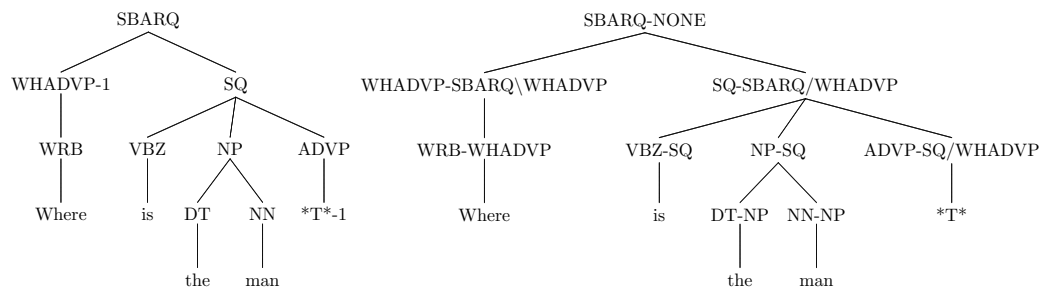 SBARQ SBARQ-NONE
WHADVP-1 SQ WHADVP-SBARQ\WHADVP SQ-SBARQ/WHADVP
WRB VBZ NP ADVP WRB-WHADVP VBZ-SQ NP-SQ ADVP-SQ/WHADVP
Where is DT NN *T*-1 Where is DT-NP NN-NP *T*
the man the man